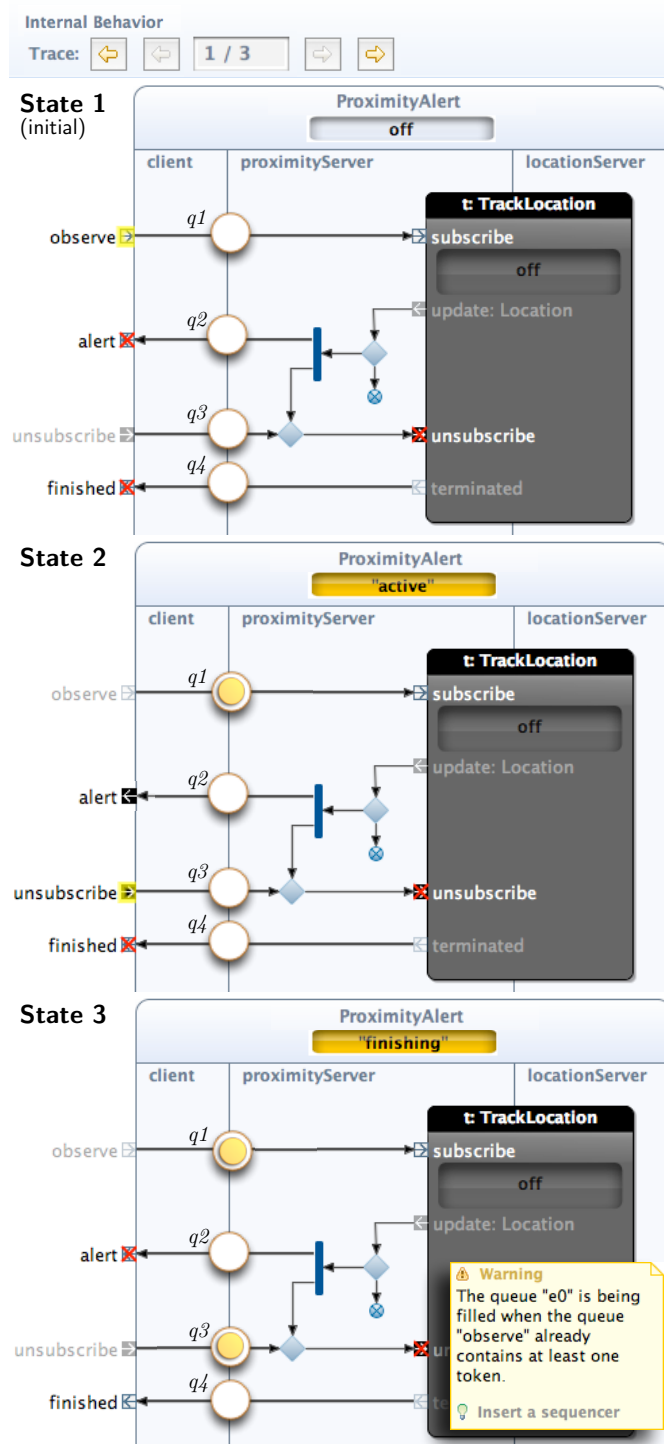 Internal Behavior
Trace: 1 / 3
State 1
(initial)
ProximityAlert
off
client proximityServer locationServer
t: TrackLocation
q1
observe subscribe
off
update: Location
q2
alert
q3
unsubscribe unsubscribe
q4
finished terminated
State 2
ProximityAlert
"active"
client proximityServer locationServer
t: TrackLocation
q1
observe subscribe
off
update: Location
q2
alert
q3
unsubscribe unsubscribe
q4
finished terminated
State 3
ProximityAlert
"finishing"
client proximityServer locationServer
t: TrackLocation
q1
observe subscribe
off
update: Location
q2
alert
Warning
The queue "e0" is being
filled when the queue
"observe" already
contains at least one
token.
Insert a sequencer
q3
unsubscribe un
q4
finished te